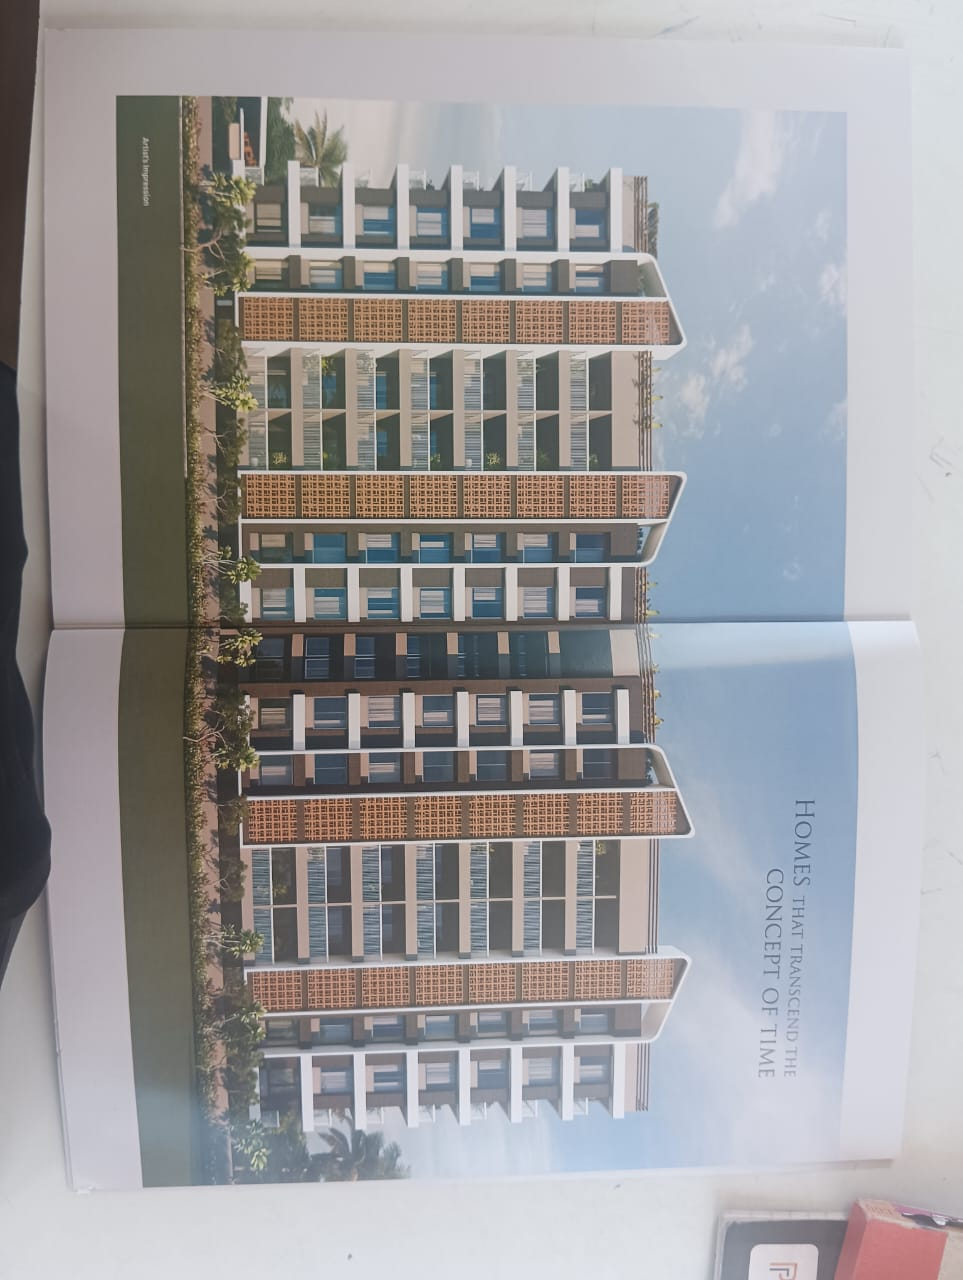 HOMES THAT TRANSCEND THE
CONCEPT OF TIME
Artist's Impression